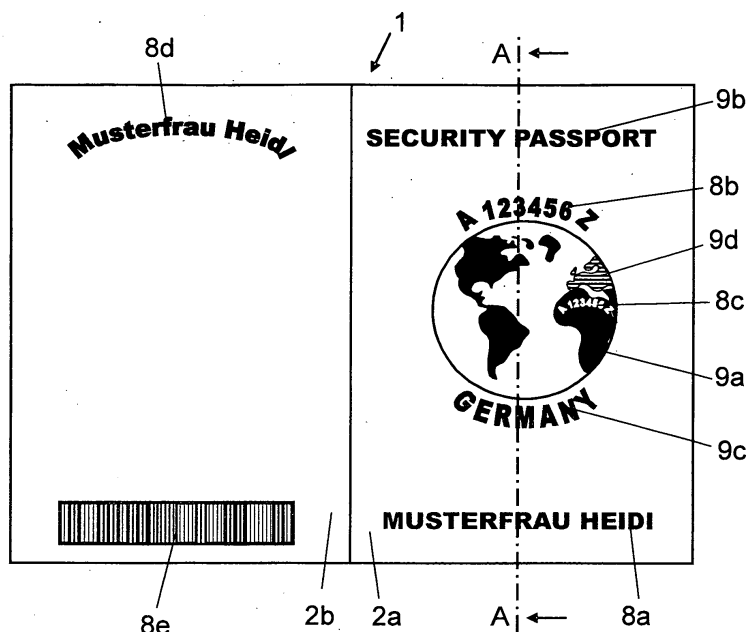 1
A
8d
9b
Musterfrau Heidi
SECURITY PASSPORT
8b
A 123456 Z
9d
8c
A 123456 Z
9a
GERMANY
9c
MUSTERFRAU HEIDI
8e
2b
2a
A
8a